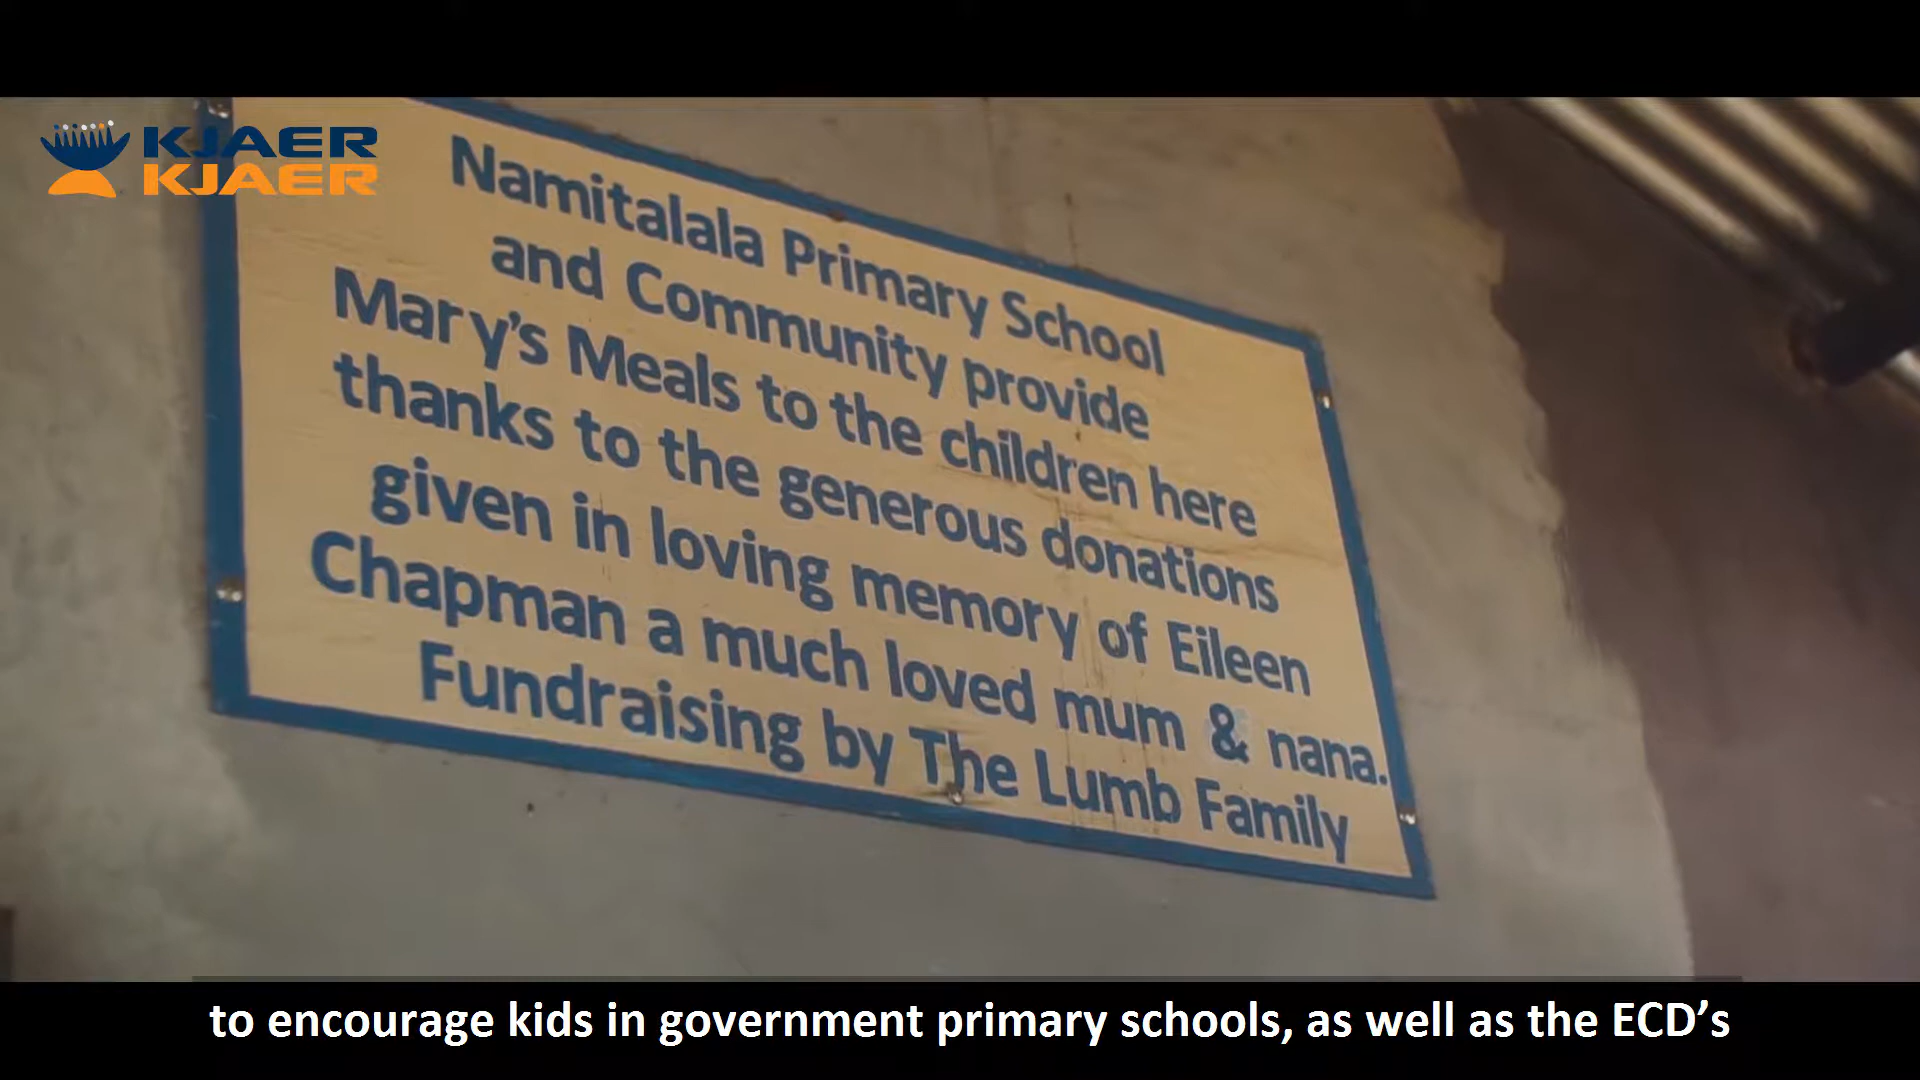 KJAER
KJAER
Namitalala Primary School
and Community provide
Mary's Meals to the children here
thanks to the generous donations
given in loving memory of Eileen
Chapman a much loved mum & nana.
Fundraising by The Lumb Family
to encourage kids in government primary schools, as well as the ECD's